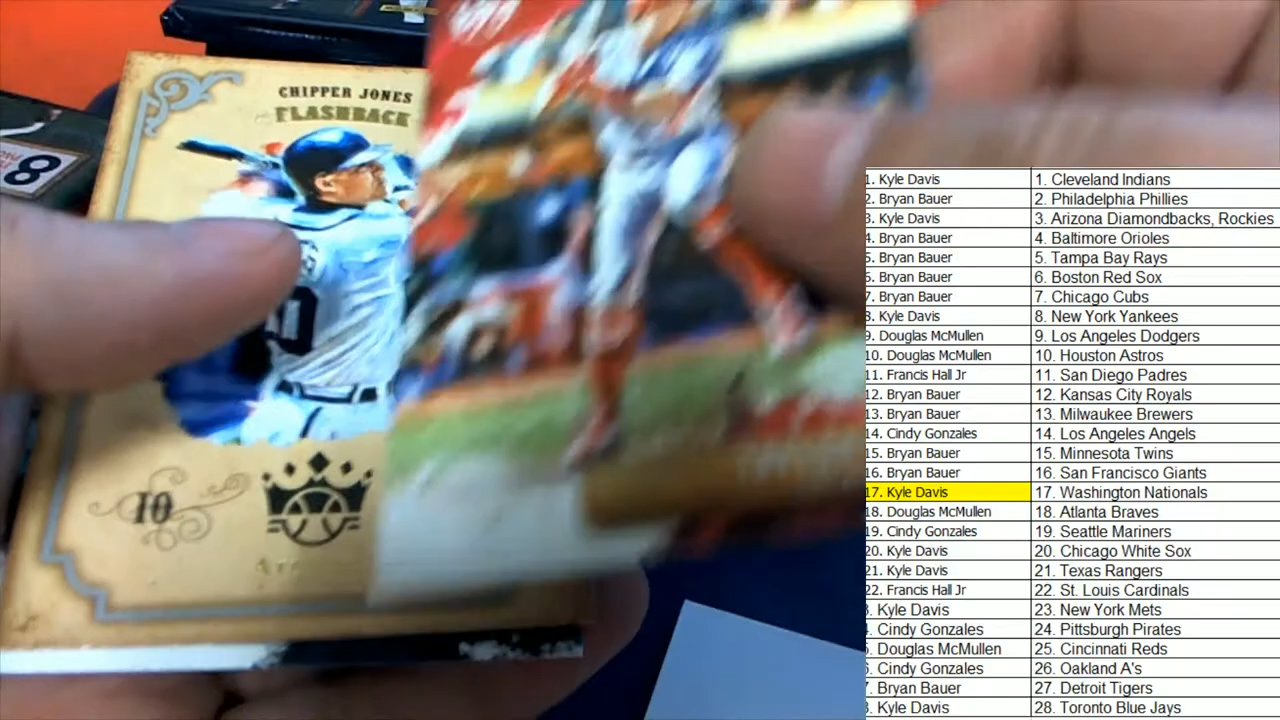 CHIPPER JONES
FLASHBACK
8
10
10
1. Kyle Davis 1. Cleveland Indians
2. Bryan Bauer 2. Philadelphia Phillies
3. Kyle Davis 3. Arizona Diamondbacks, Rockies
4. Bryan Bauer 4. Baltimore Orioles
5. Bryan Bauer 5. Tampa Bay Rays
6. Bryan Bauer 6. Boston Red Sox
7. Bryan Bauer 7. Chicago Cubs
8. Kyle Davis 8. New York Yankees
9. Douglas McMullen 9. Los Angeles Dodgers
10. Douglas McMullen 10. Houston Astros
11. Francis Hall Jr 11. San Diego Padres
12. Bryan Bauer 12. Kansas City Royals
13. Bryan Bauer 13. Milwaukee Brewers
14. Cindy Gonzales 14. Los Angeles Angels
15. Bryan Bauer 15. Minnesota Twins
16. Bryan Bauer 16. San Francisco Giants
17. Kyle Davis 17. Washington Nationals
18. Douglas McMullen 18. Atlanta Braves
19. Cindy Gonzales 19. Seattle Mariners
20. Kyle Davis 20. Chicago White Sox
21. Kyle Davis 21. Texas Rangers
22. Francis Hall Jr 22. St. Louis Cardinals
. Kyle Davis 23. New York Mets
. Cindy Gonzales 24. Pittsburgh Pirates
. Douglas McMullen 25. Cincinnati Reds
. Cindy Gonzales 26. Oakland A's
. Bryan Bauer 27. Detroit Tigers
. Kyle Davis 28. Toronto Blue Jays